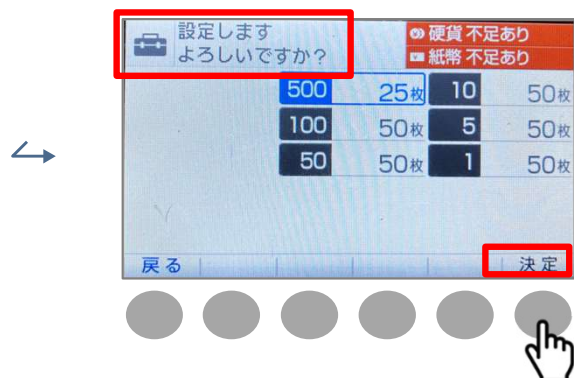 設定します
よろしいですか？
硬貨 不足あり
紙幣 不足あり
500 25枚 10 50枚
100 50枚 5 50枚
50 50枚 1 50枚
戻る 決定